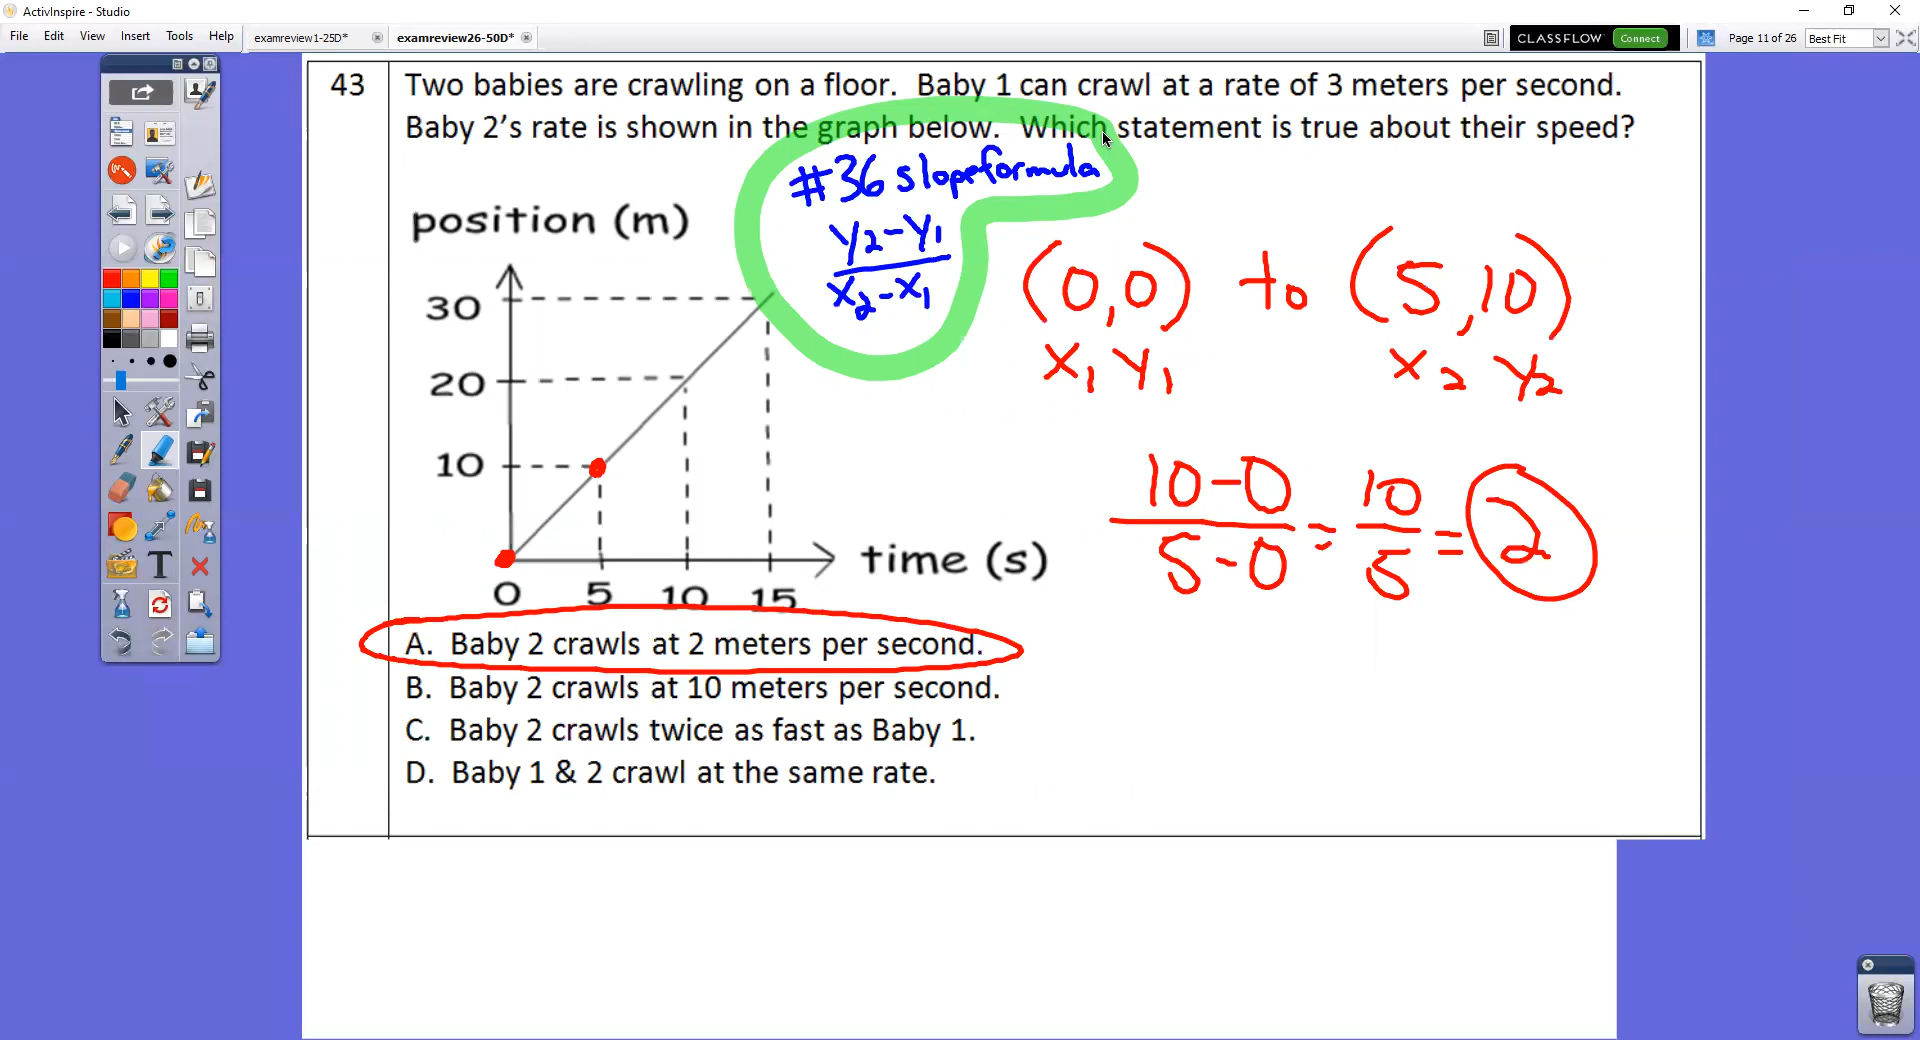 ActivInspire - Studio
File Edit View Insert Tools Help
examreview1-25D*
examreview26-50D*
CLASSFLOW Connect
Page 11 of 26
Best Fit
43
Two babies are crawling on a floor. Baby 1 can crawl at a rate of 3 meters per second.
Baby 2's rate is shown in the graph below. Which statement is true about their speed?
#36 slope formula
y2-y1
x2-x1
position (m)
30
20
10
0 5 10 15
time (s)
(0,0) to (5,10)
x1 y1 x2 y2
10-0 10
= =2
5-0 5
A. Baby 2 crawls at 2 meters per second.
B. Baby 2 crawls at 10 meters per second.
C. Baby 2 crawls twice as fast as Baby 1.
D. Baby 1 & 2 crawl at the same rate.
T